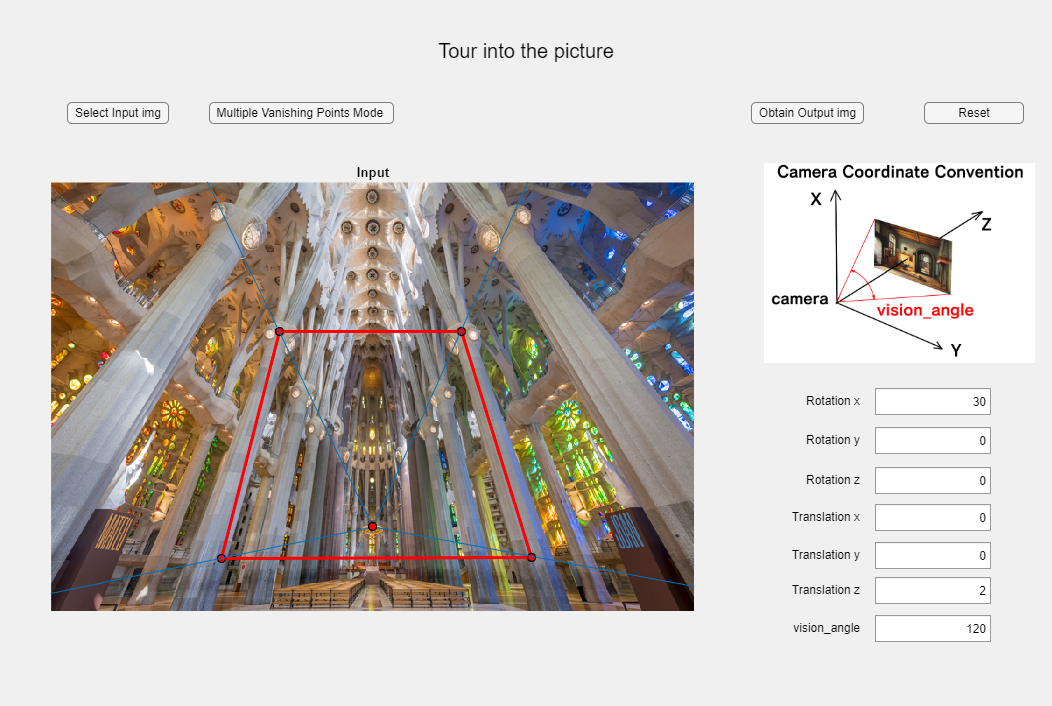 Tour into the picture
Select Input img
Multiple Vanishing Points Mode
Obtain Output img
Reset
Input
Camera Coordinate Convention
X
Z
camera
vision_angle
Y
Rotation x
30
Rotation y
0
Rotation z
0
Translation x
0
Translation y
0
Translation z
2
vision_angle
120